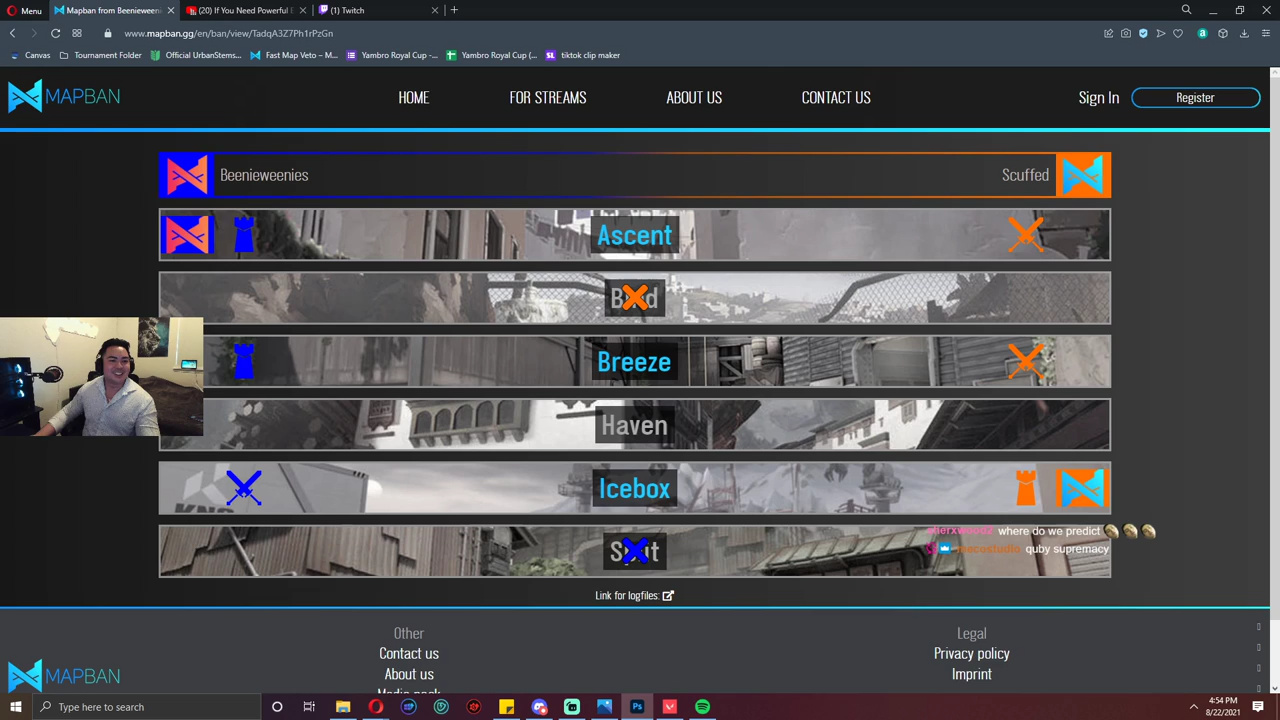 Menu
Mapban from Beenieweeni
(20) If You Need Powerful E
(1) Twitch
www.mapban.gg/en/ban/view/TadqA3Z7Ph1rPzGn
Canvas
Tournament Folder
Official UrbanStems...
Fast Map Veto – M...
Yambro Royal Cup -...
Yambro Royal Cup (...
tiktok clip maker
MAPBAN
HOME
FOR STREAMS
ABOUT US
CONTACT US
Sign In
Register
Beenieweenies
Scuffed
Ascent
Breeze
Haven
Icebox
where do we predict
quby supremacy
Link for logfiles:
Other
Legal
Contact us
Privacy policy
About us
Imprint
MAPBAN
Type here to search
4:54 PM
8/22/2021